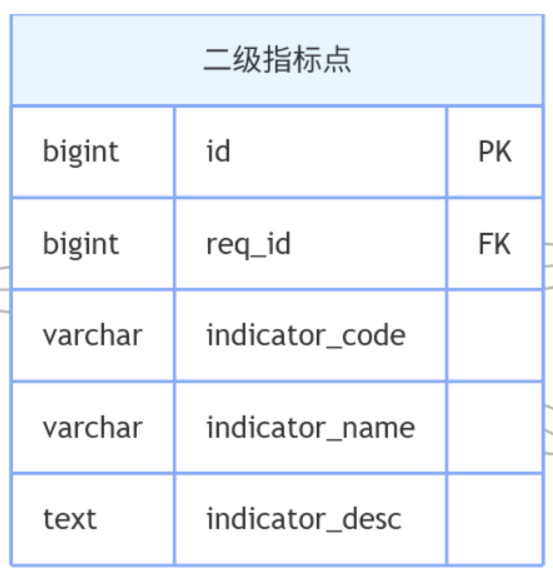 二级指标点
bigint id PK
bigint req_id FK
varchar indicator_code
varchar indicator_name
text indicator_desc